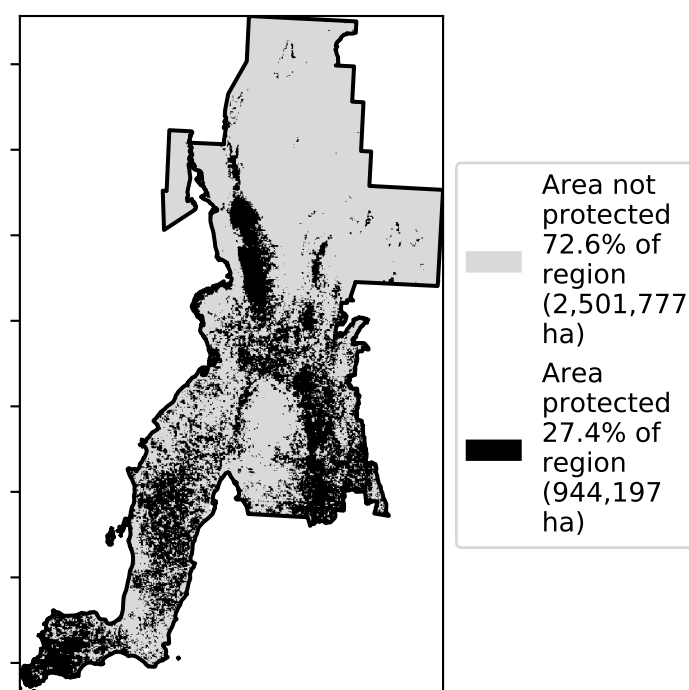 Area not
protected
72.6% of
region
(2,501,777
ha)
Area
protected
27.4% of
region
(944,197
ha)